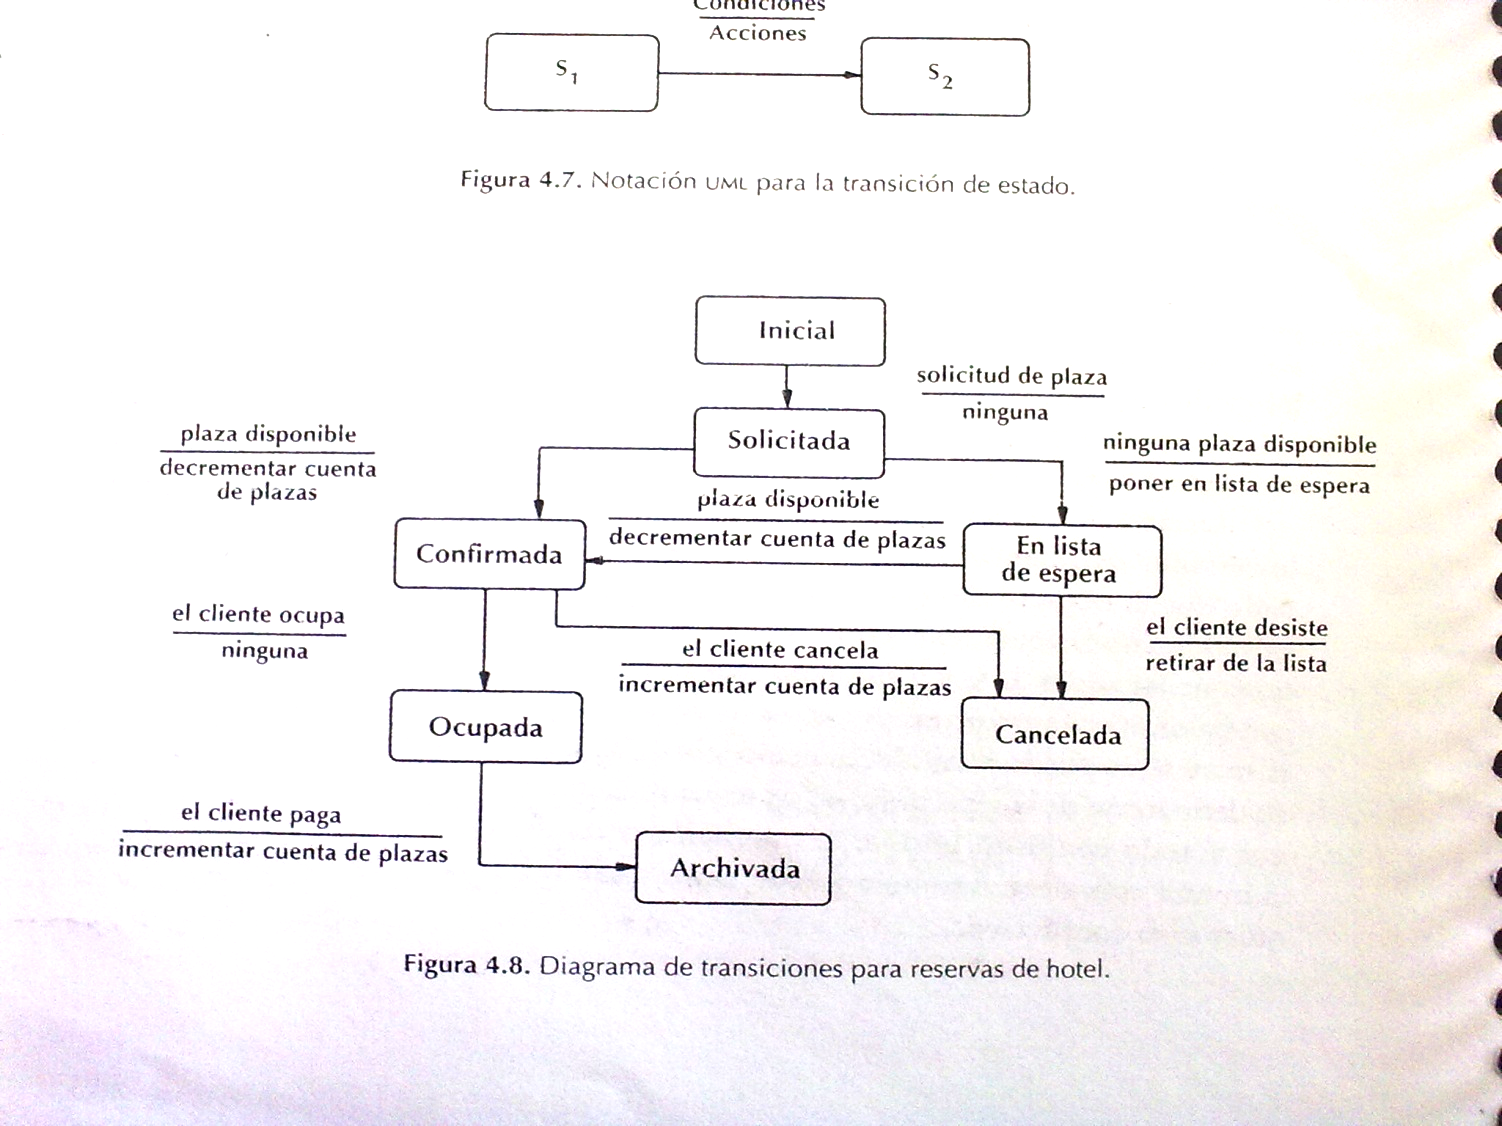 Condiciones
Acciones
S1
S2
Figura 4.7. Notación UML para la transición de estado.
Inicial
solicitud de plaza
ninguna
Solicitada
plaza disponible
decrementar cuenta
de plazas
ninguna plaza disponible
poner en lista de espera
plaza disponible
decrementar cuenta de plazas
Confirmada
En lista
de espera
el cliente ocupa
ninguna
el cliente cancela
incrementar cuenta de plazas
el cliente desiste
retirar de la lista
Ocupada
Cancelada
el cliente paga
incrementar cuenta de plazas
Archivada
Figura 4.8. Diagrama de transiciones para reservas de hotel.